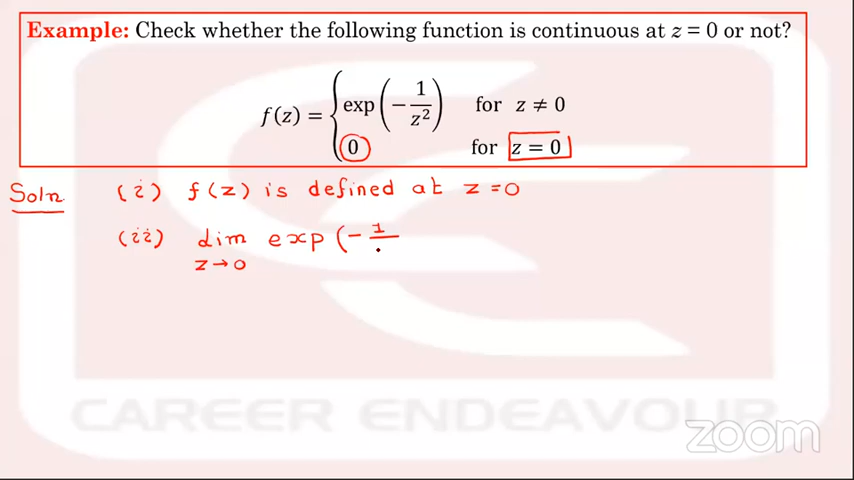 Example: Check whether the following function is continuous at z = 0 or not?
f(z) = { exp(−1/z²) for z ≠ 0
0 for z = 0
Soln (i) f(z) is defined at z = 0
(ii) lim z→0 exp(−1/
CAREER ENDEAVOUR
zoom